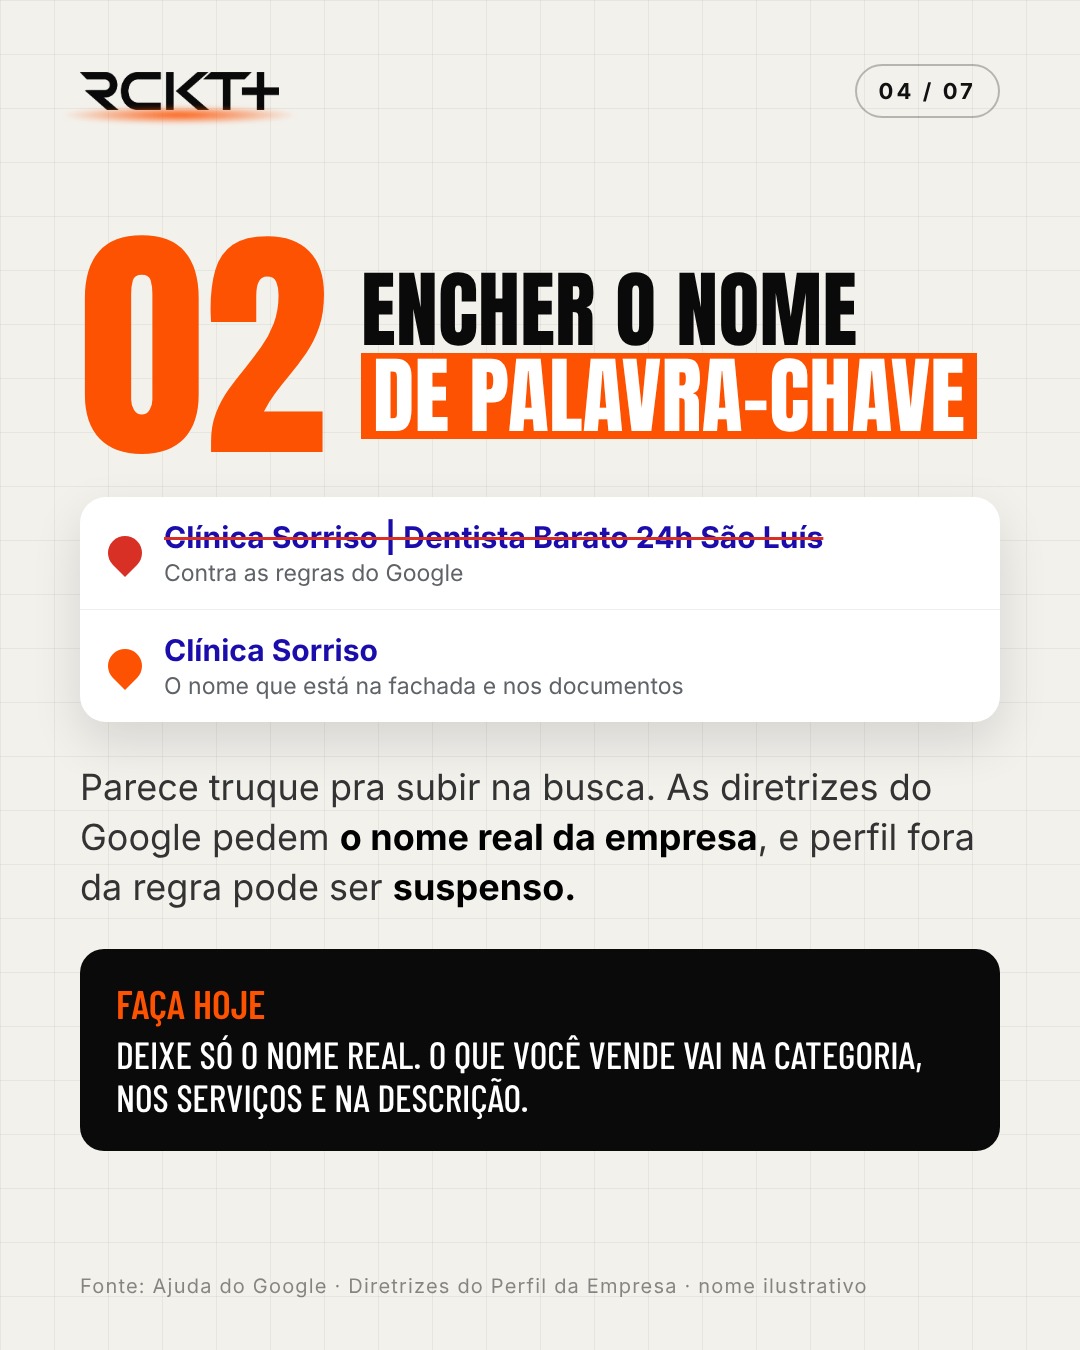 RCKT+
04 / 07
02
ENCHER O NOME
DE PALAVRA-CHAVE
Clínica Sorriso | Dentista Barato 24h São Luís
Contra as regras do Google
Clínica Sorriso
O nome que está na fachada e nos documentos
Parece truque pra subir na busca. As diretrizes do
Google pedem o nome real da empresa, e perfil fora
da regra pode ser suspenso.
FAÇA HOJE
DEIXE SÓ O NOME REAL. O QUE VOCÊ VENDE VAI NA CATEGORIA,
NOS SERVIÇOS E NA DESCRIÇÃO.
Fonte: Ajuda do Google · Diretrizes do Perfil da Empresa · nome ilustrativo